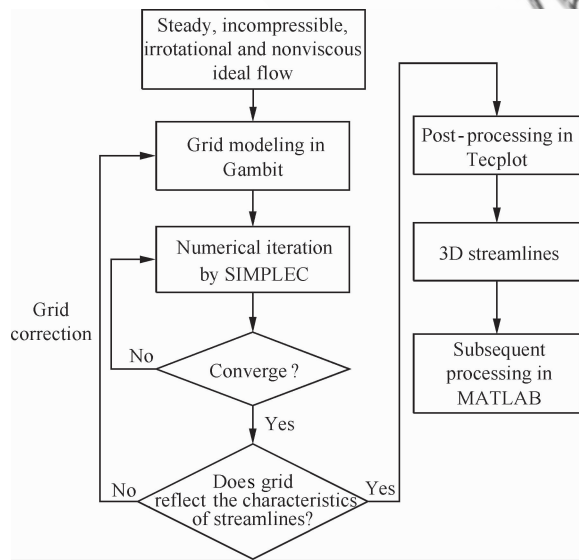 Steady, incompressible,
irrotational and nonviscous
ideal flow
Grid modeling in
Gambit
Numerical iteration
by SIMPLEC
Grid
correction
No
Converge ?
Yes
No
Does grid
reflect the characteristics
of streamlines?
Yes
Post-processing in
Tecplot
3D streamlines
Subsequent
processing in
MATLAB